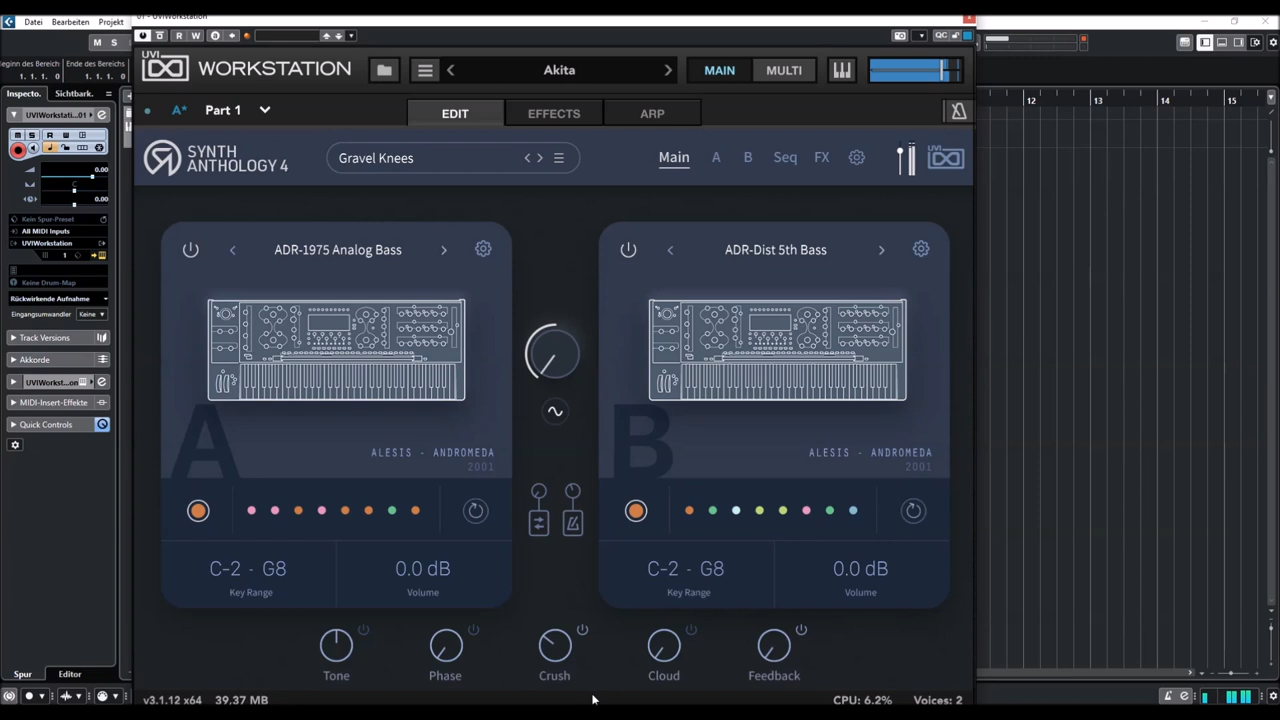 01 - UVIWorkstation
Datei Bearbeiten Projekt
M S
R W
QC
UVI
WORKSTATION
Akita
MAIN MULTI
Beginn des Bereichs
Ende des Bereichs
1. 1. 1. 0
1. 1. 1. 0
A* Part 1
EDIT EFFECTS ARP
Inspecto. Sichtbark.
12 13 14 15
UVIWorkstati...01
m S R W
0.00
C
0.00
SYNTH
ANTHOLOGY 4
Gravel Knees
Main A B Seq FX
UVI
Kein Spur-Preset
All MIDI Inputs
UVIWorkstation
1
Keine Drum-Map
Rückwirkende Aufnahme
Eingangsumwandler Keine
Track Versions
Akkorde
UVIWorkst...on
MIDI-Insert-Effekte
Quick Controls
ADR-1975 Analog Bass
ADR-Dist 5th Bass
A
ALESIS - ANDROMEDA
2001
B
ALESIS - ANDROMEDA
2001
C-2 - G8
Key Range
0.0 dB
Volume
C-2 - G8
Key Range
0.0 dB
Volume
Tone Phase Crush Cloud Feedback
Spur Editor
v3.1.12 x64 39.37 MB
CPU: 6.2% Voices: 2